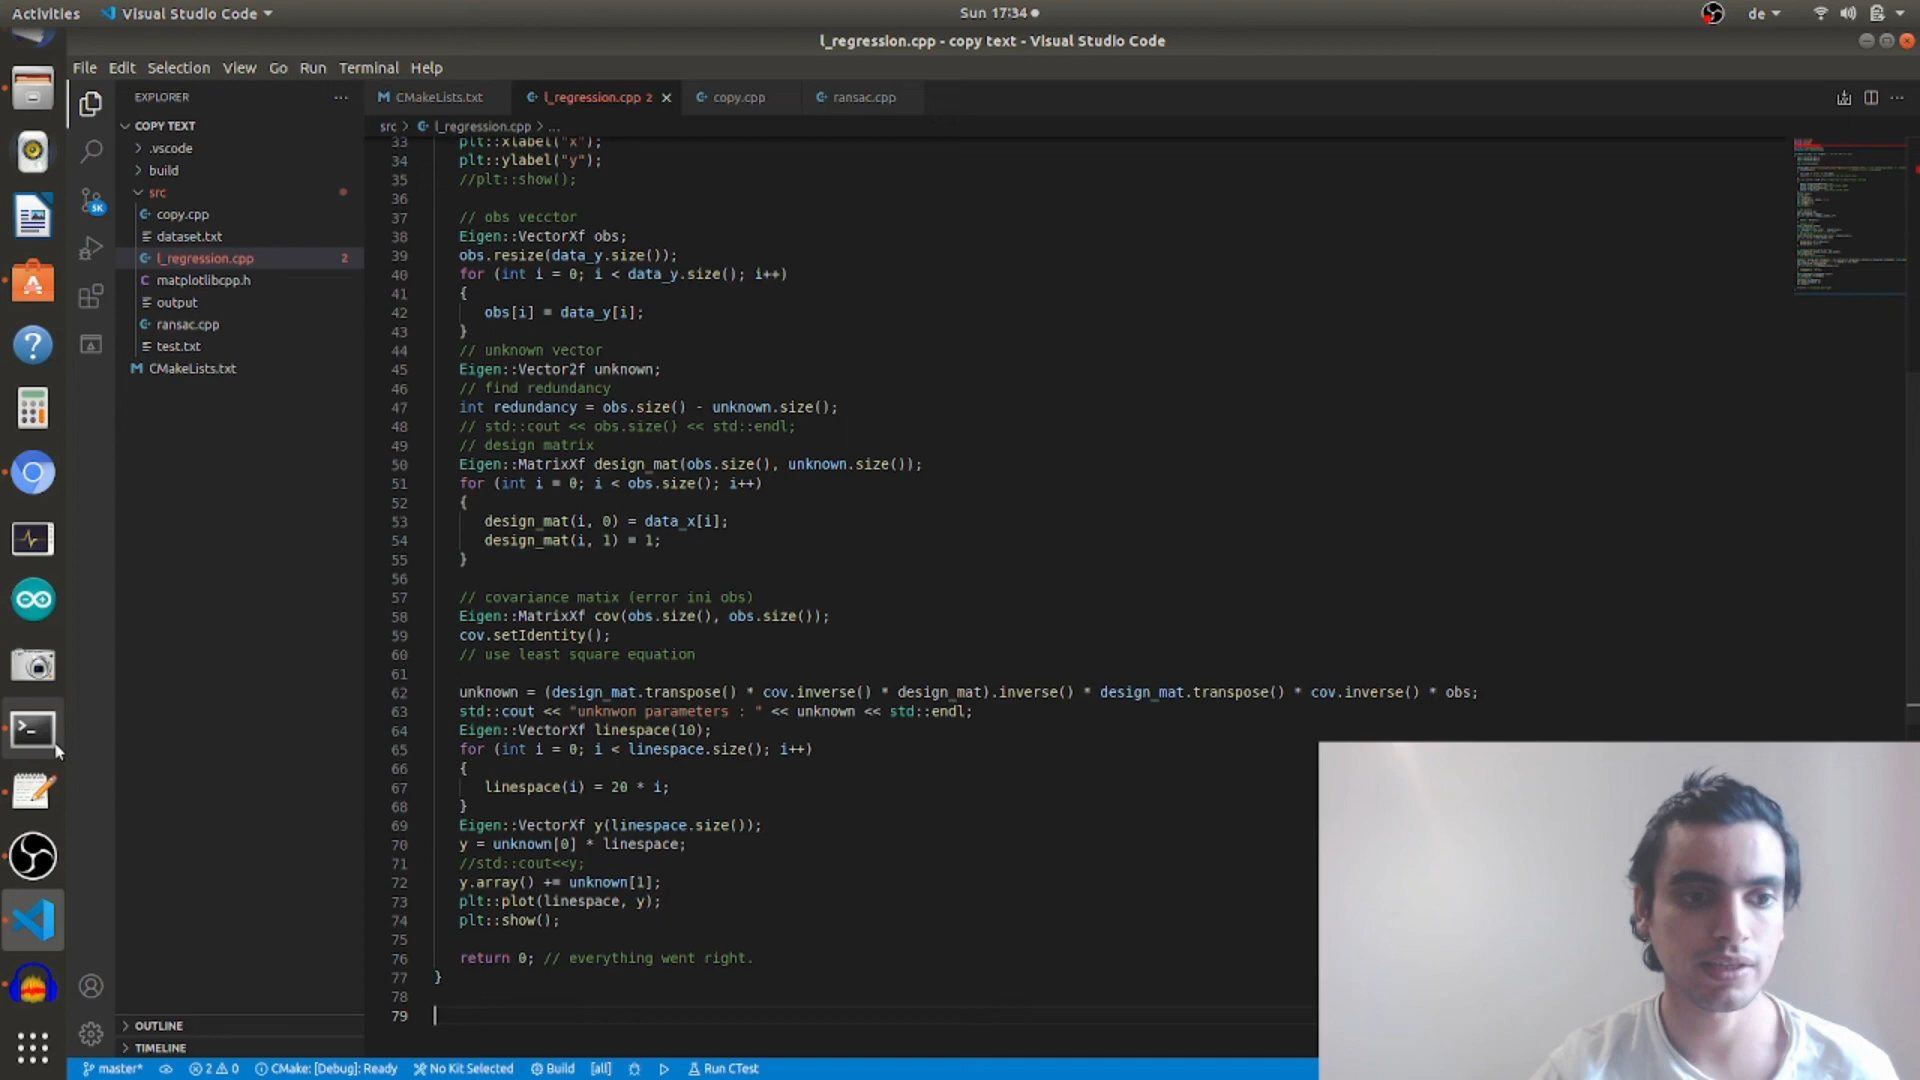 Activities Visual Studio Code Sun 17:34 de
l_regression.cpp - copy text - Visual Studio Code
File Edit Selection View Go Run Terminal Help
EXPLORER ···
CMakeLists.txt l_regression.cpp 2 copy.cpp ransac.cpp
COPY TEXT
.vscode
build
src
copy.cpp
dataset.txt
l_regression.cpp 2
matplotlibcpp.h
output
ransac.cpp
test.txt
CMakeLists.txt
OUTLINE
TIMELINE
5K
src > l_regression.cpp > ...
33 plt::xlabel("x");
34 plt::ylabel("y");
35 //plt::show();
36
37 // obs vecctor
38 Eigen::VectorXf obs;
39 obs.resize(data_y.size());
40 for (int i = 0; i < data_y.size(); i++)
41 {
42 obs[i] = data_y[i];
43 }
44 // unknown vector
45 Eigen::Vector2f unknown;
46 // find redundancy
47 int redundancy = obs.size() - unknown.size();
48 // std::cout << obs.size() << std::endl;
49 // design matrix
50 Eigen::MatrixXf design_mat(obs.size(), unknown.size());
51 for (int i = 0; i < obs.size(); i++)
52 {
53 design_mat(i, 0) = data_x[i];
54 design_mat(i, 1) = 1;
55 }
56
57 // covariance matix (error ini obs)
58 Eigen::MatrixXf cov(obs.size(), obs.size());
59 cov.setIdentity();
60 // use least square equation
61
62 unknown = (design_mat.transpose() * cov.inverse() * design_mat).inverse() * design_mat.transpose() * cov.inverse() * obs;
63 std::cout << "unknwon parameters : " << unknown << std::endl;
64 Eigen::VectorXf linespace(10);
65 for (int i = 0; i < linespace.size(); i++)
66 {
67 linespace(i) = 20 * i;
68 }
69 Eigen::VectorXf y(linespace.size());
70 y = unknown[0] * linespace;
71 //std::cout<<y;
72 y.array() += unknown[1];
73 plt::plot(linespace, y);
74 plt::show();
75
76 return 0; // everything went right.
77 }
78
79
master* 2 0 CMake: [Debug]: Ready No Kit Selected Build [all] Run CTest